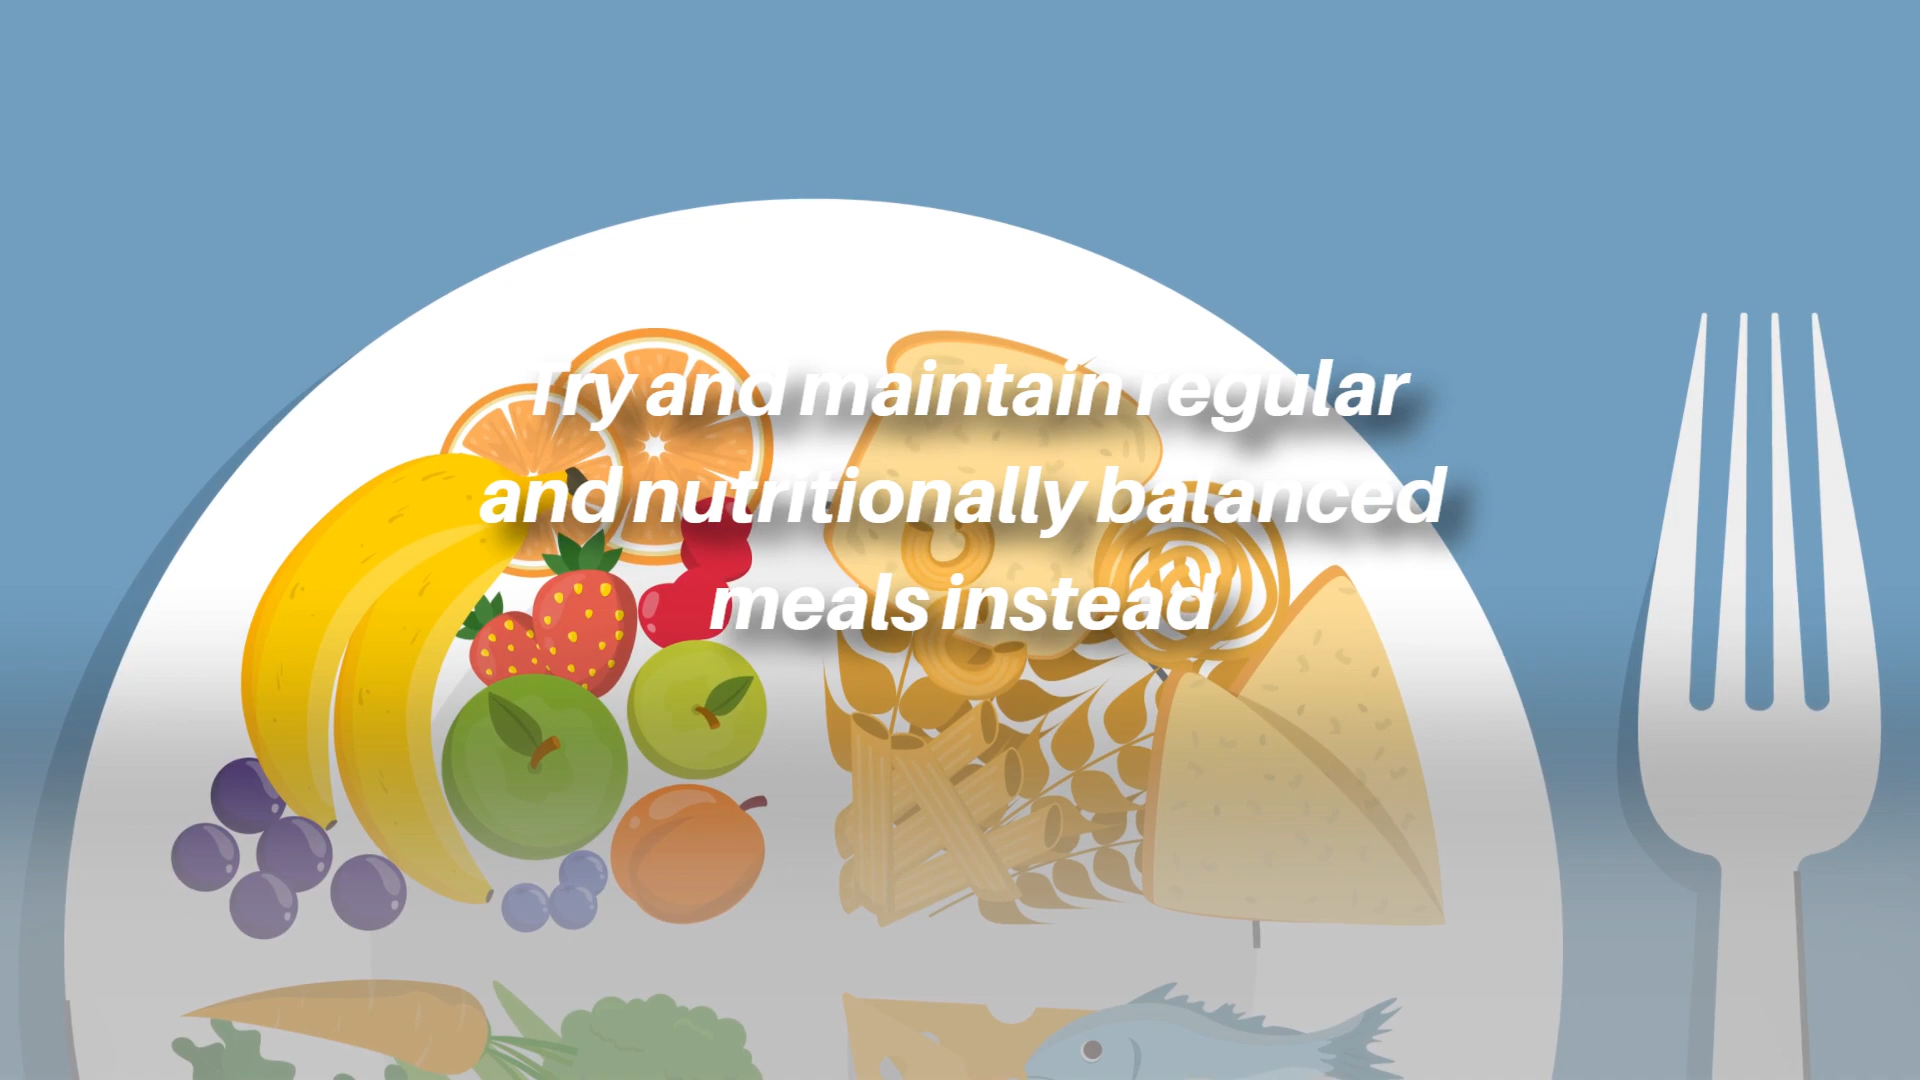 Try and maintain regular
and nutritionally balanced
meals instead